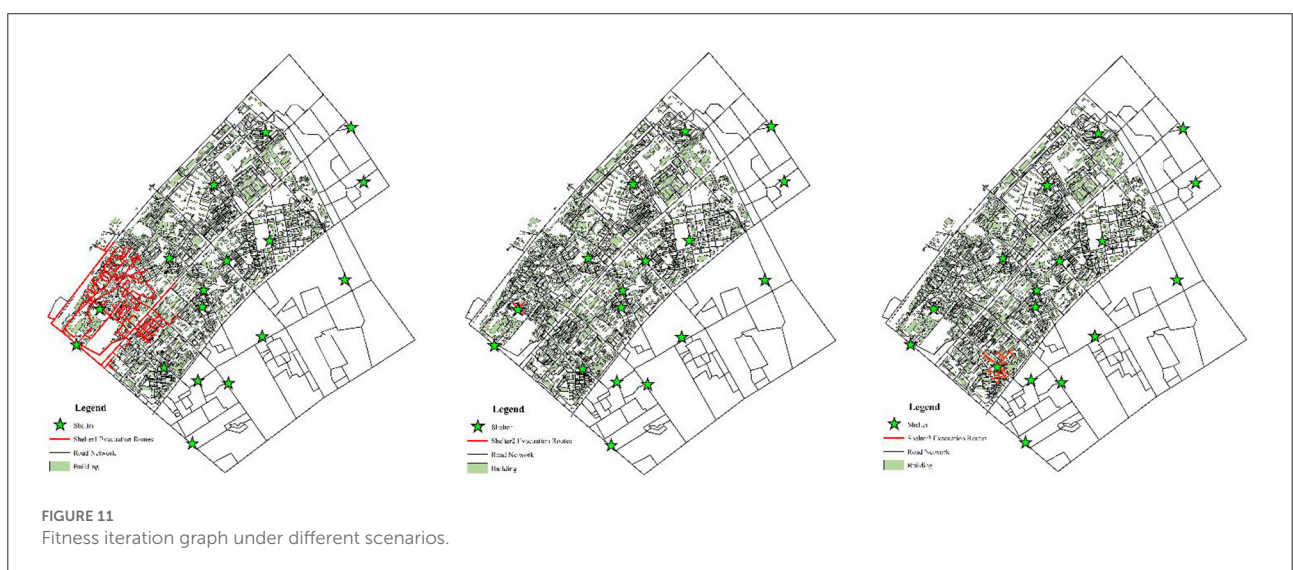 Legend
Shelter
Shelter1 Evacuation Routes
Road Network
Building
Legend
Shelter
Shelter2 Evacuation Routes
Road Network
Building
Legend
Shelter
Shelter3 Evacuation Routes
Road Network
Building
FIGURE 11
Fitness iteration graph under different scenarios.